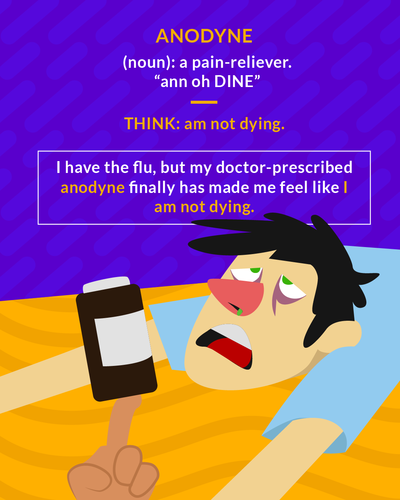 ANODYNE
(noun): a pain-reliever.
“ann oh DINE”
THINK: am not dying.
I have the flu, but my doctor-prescribed
anodyne finally has made me feel like I
am not dying.